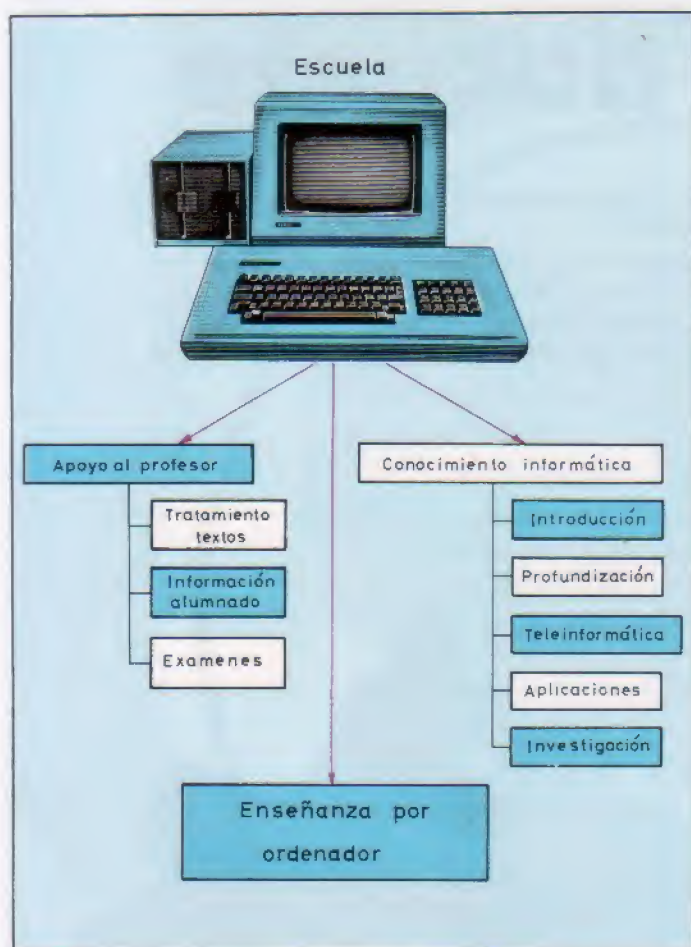 Escuela
Apoyo al profesor
Tratamiento
textos
Información
alumnado
Examenes
Conocimiento informática
Introducción
Profundización
Teleinformática
Aplicaciones
Investigación
Enseñanza por
ordenador